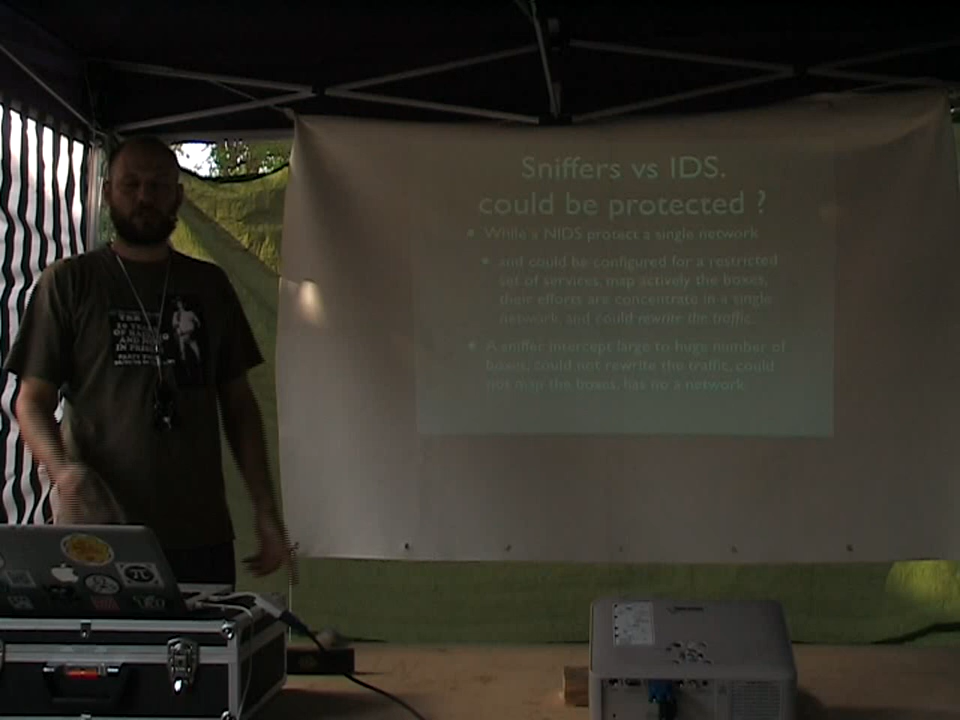 Sniffers vs IDS.
could be protected ?
While's NIDS protect a single network
and could be configured for a restricted
set of services, map actively the boxes,
their efforts are concentrate in a single
network, and could rewrite the traffic.
A sniffer intercept large to huge number of
boxes, could not rewrite the traffic, could
not map the boxes, has no a network
OF HACKING
π